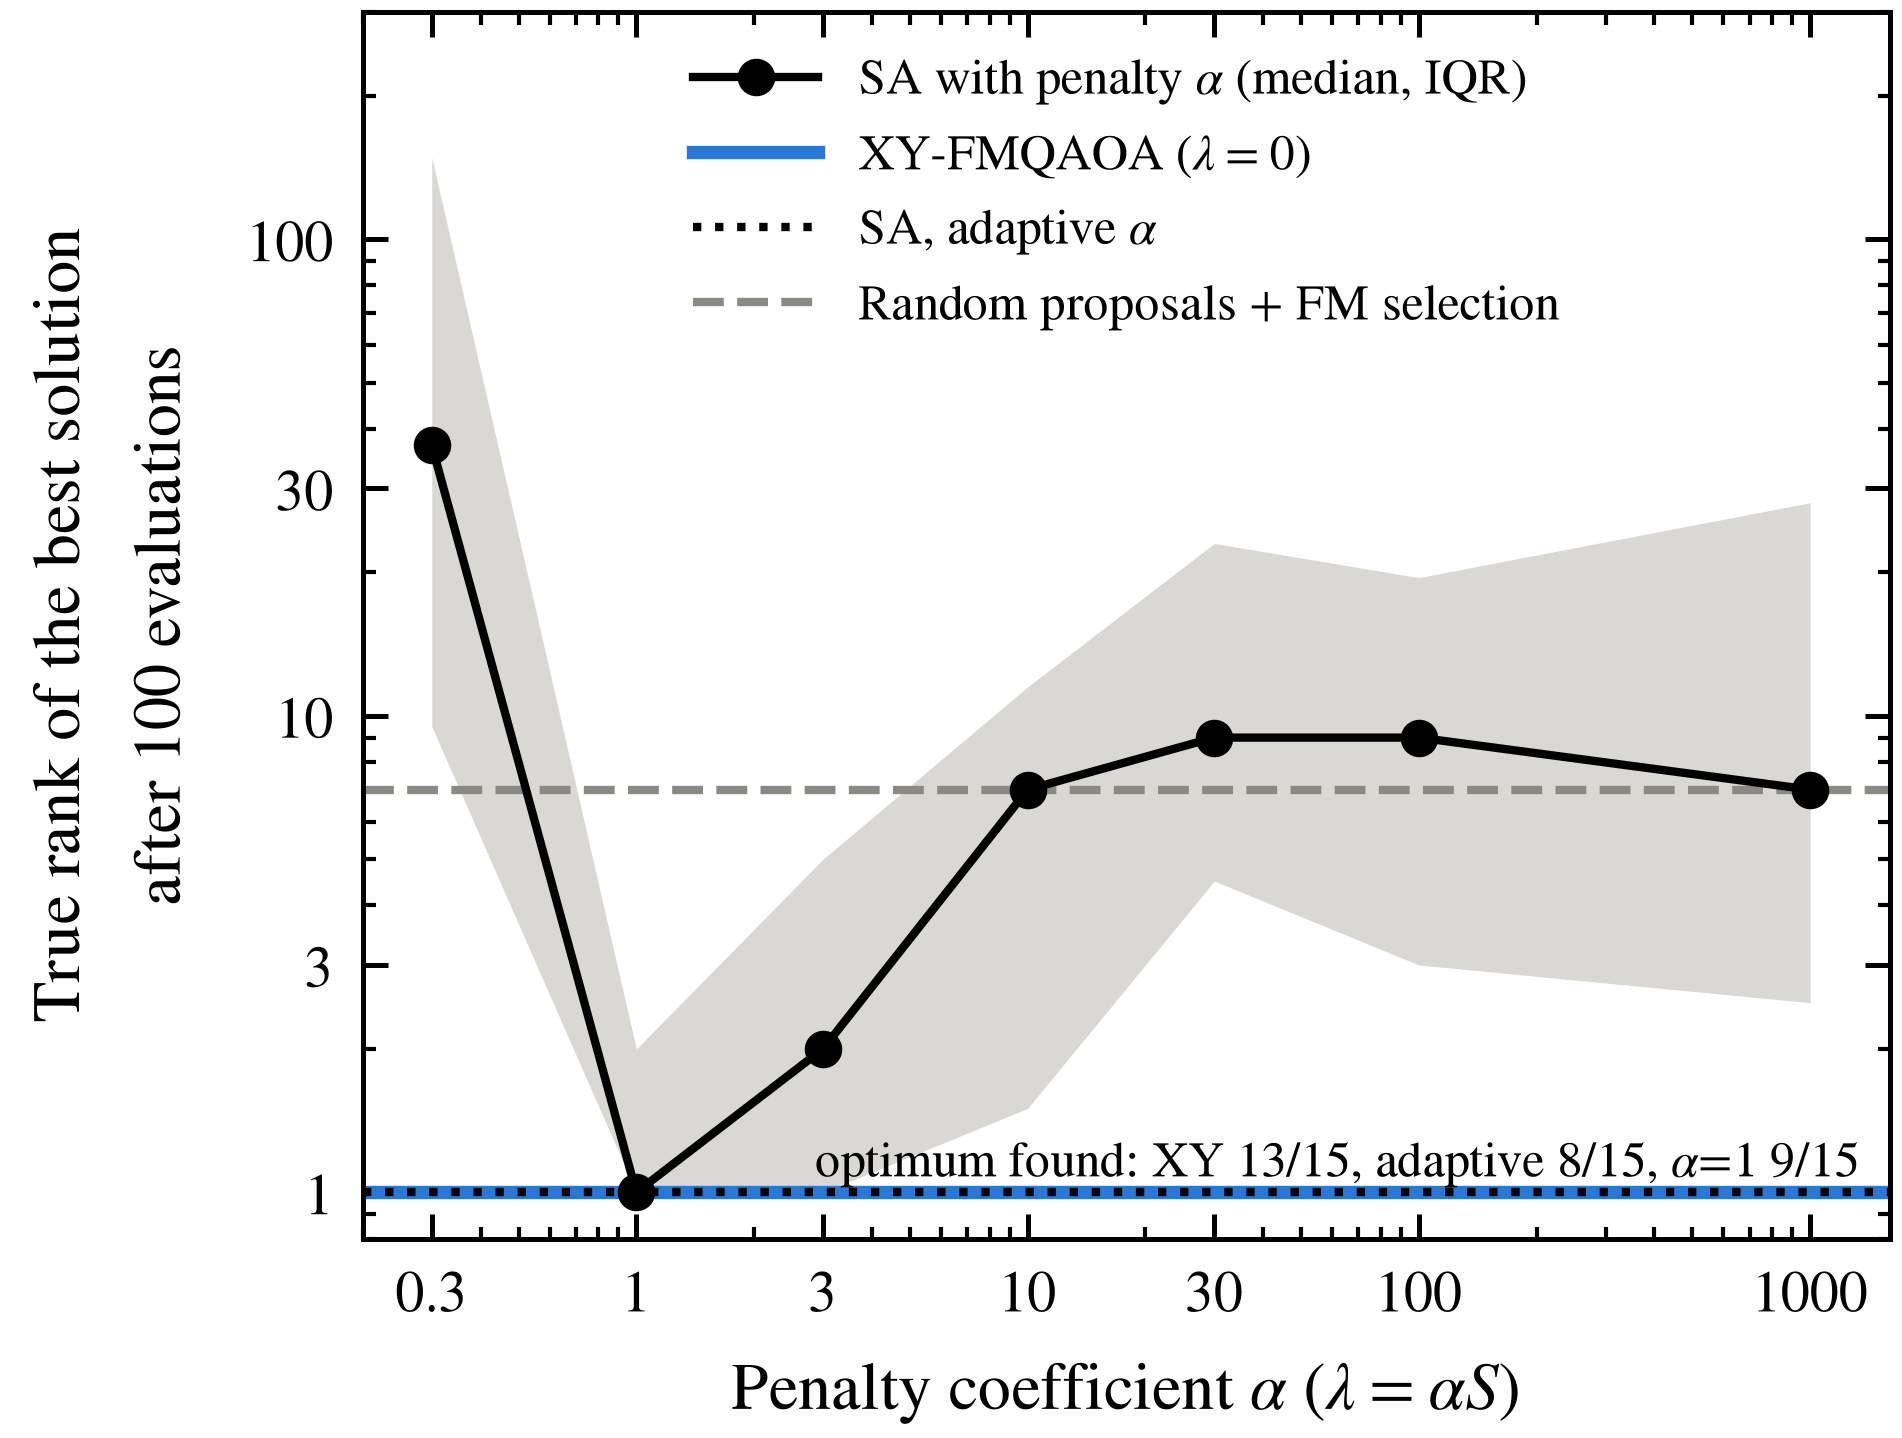 True rank of the best solution
after 100 evaluations
100
30
10
3
1
SA with penalty α (median, IQR)
XY-FMQAOA (λ = 0)
SA, adaptive α
Random proposals + FM selection
optimum found: XY 13/15, adaptive 8/15, α=1 9/15
0.3 1 3 10 30 100 1000
Penalty coefficient α (λ = αS)